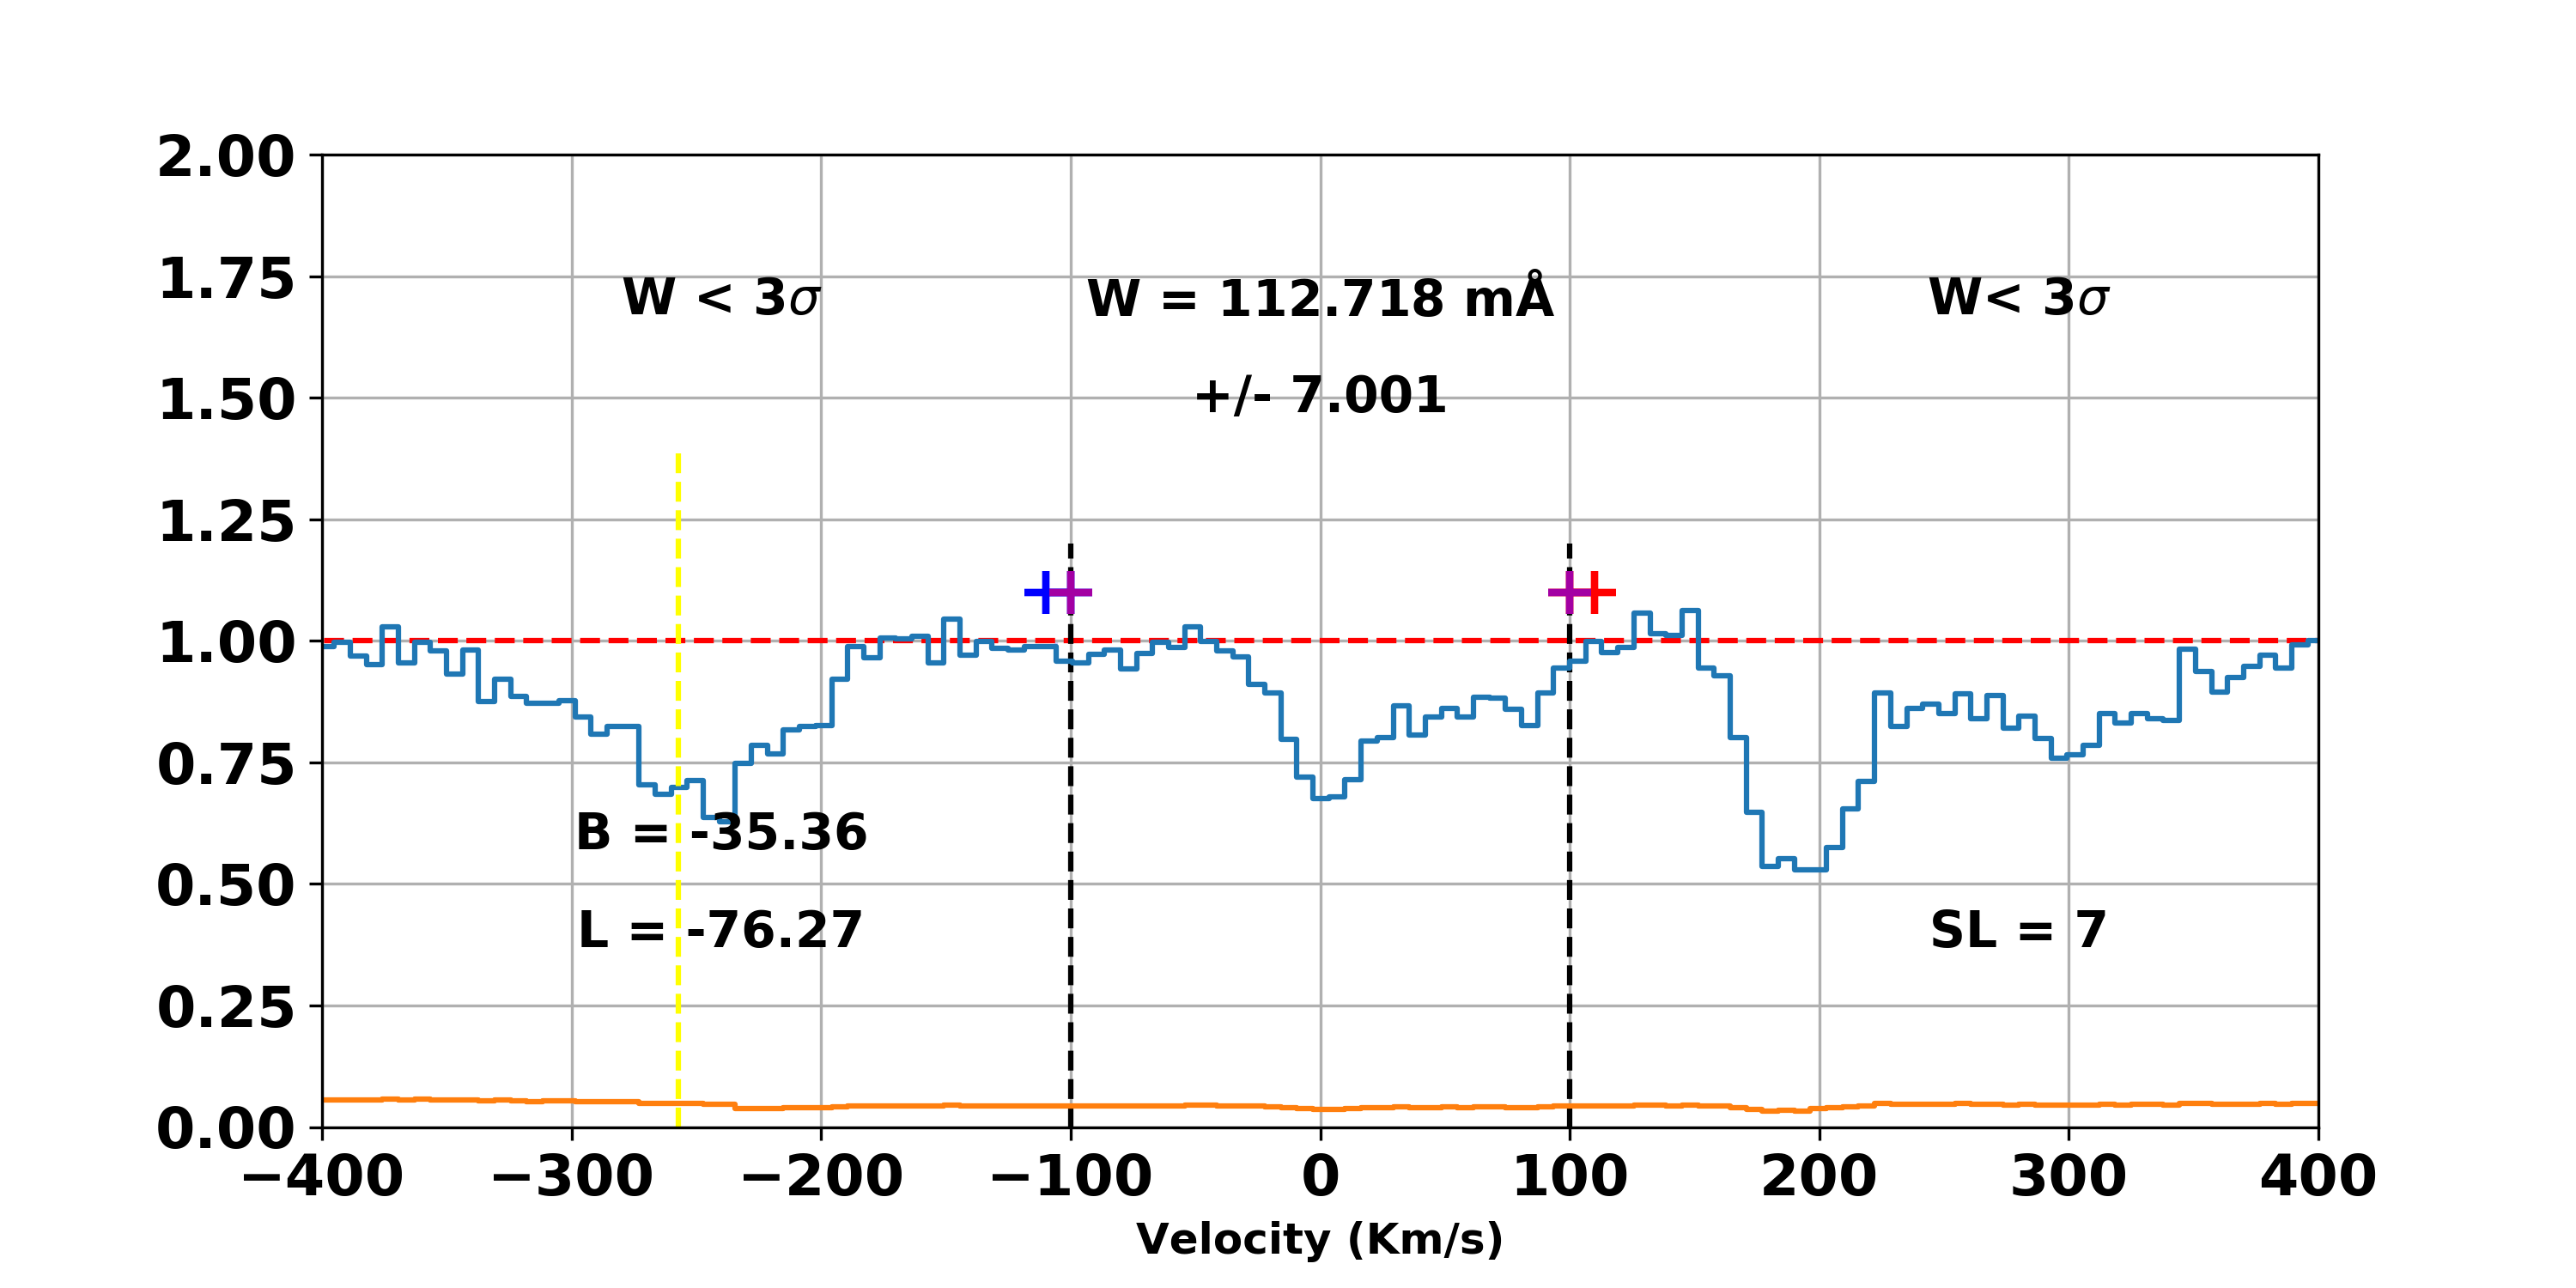 2.00
1.75
W < 3σ W = 112.718 mÅ W< 3σ
1.50
+/- 7.001
1.25
1.00
0.75
B = -35.36
0.50
L = -76.27 SL = 7
0.25
0.00
−400 −300 −200 −100 0 100 200 300 400
Velocity (Km/s)